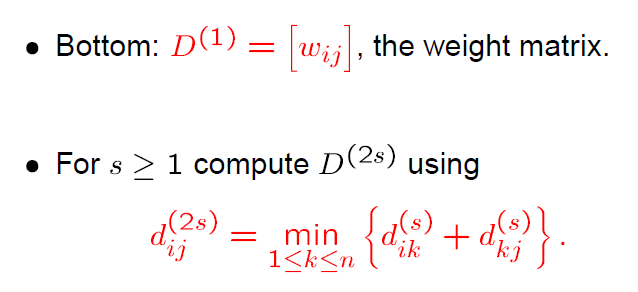 • Bottom: D^(1) = [w_ij], the weight matrix.
• For s ≥ 1 compute D^(2s) using
d_ij^(2s) = min_{1≤k≤n} {d_ik^(s) + d_kj^(s)}.